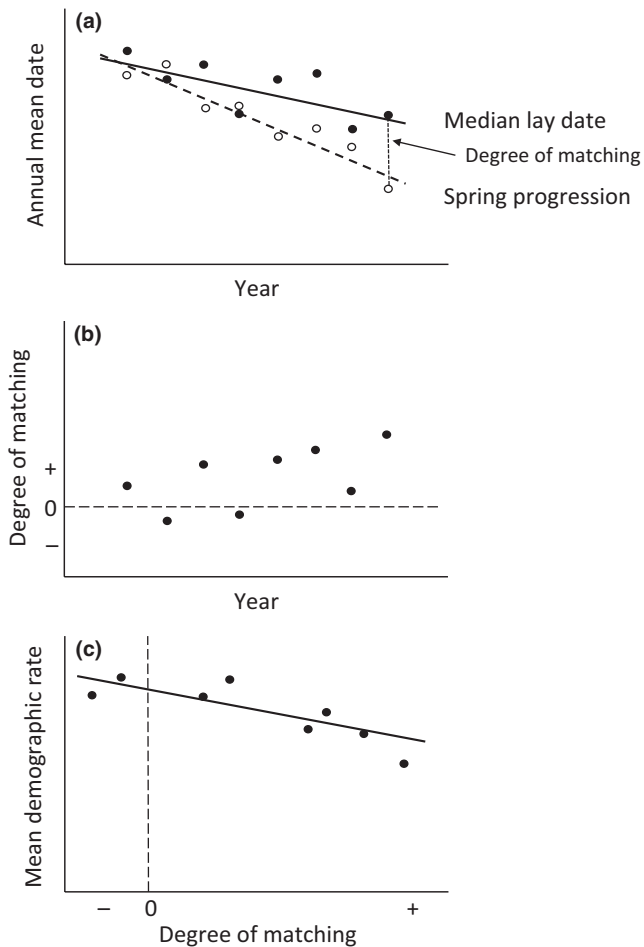 (a)
Annual mean date
Median lay date
Degree of matching
Spring progression
Year
(b)
Degree of matching
+
0
–
Year
(c)
Mean demographic rate
– 0 +
Degree of matching